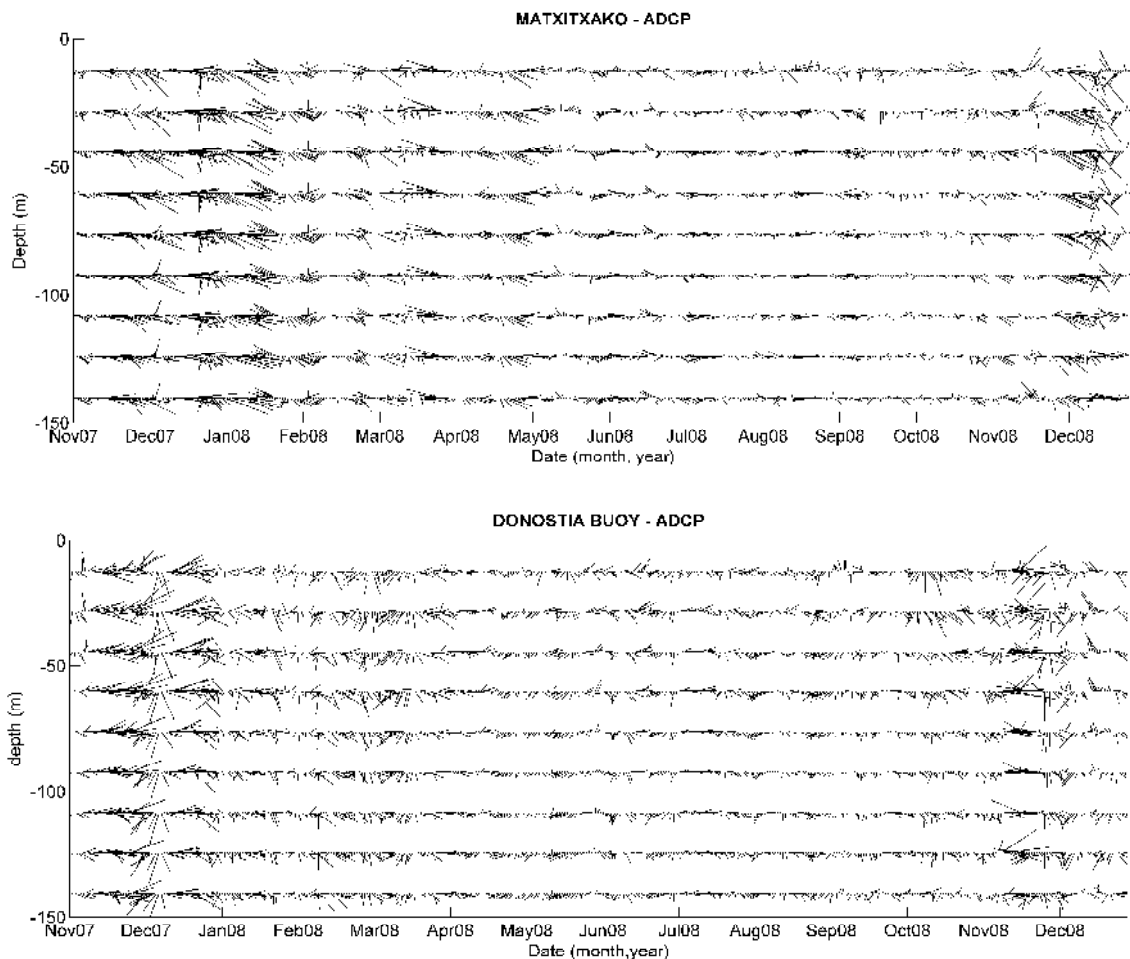 MATXITXAKO - ADCP
0
-50
-100
-150
Depth (m)
Nov07 Dec07 Jan08 Feb08 Mar08 Apr08 May08 Jun08 Jul08 Aug08 Sep08 Oct08 Nov08 Dec08
Date (month, year)
DONOSTIA BUOY - ADCP
0
-50
-100
-150
depth (m)
Nov07 Dec07 Jan08 Feb08 Mar08 Apr08 May08 Jun08 Jul08 Aug08 Sep08 Oct08 Nov08 Dec08
Date (month,year)